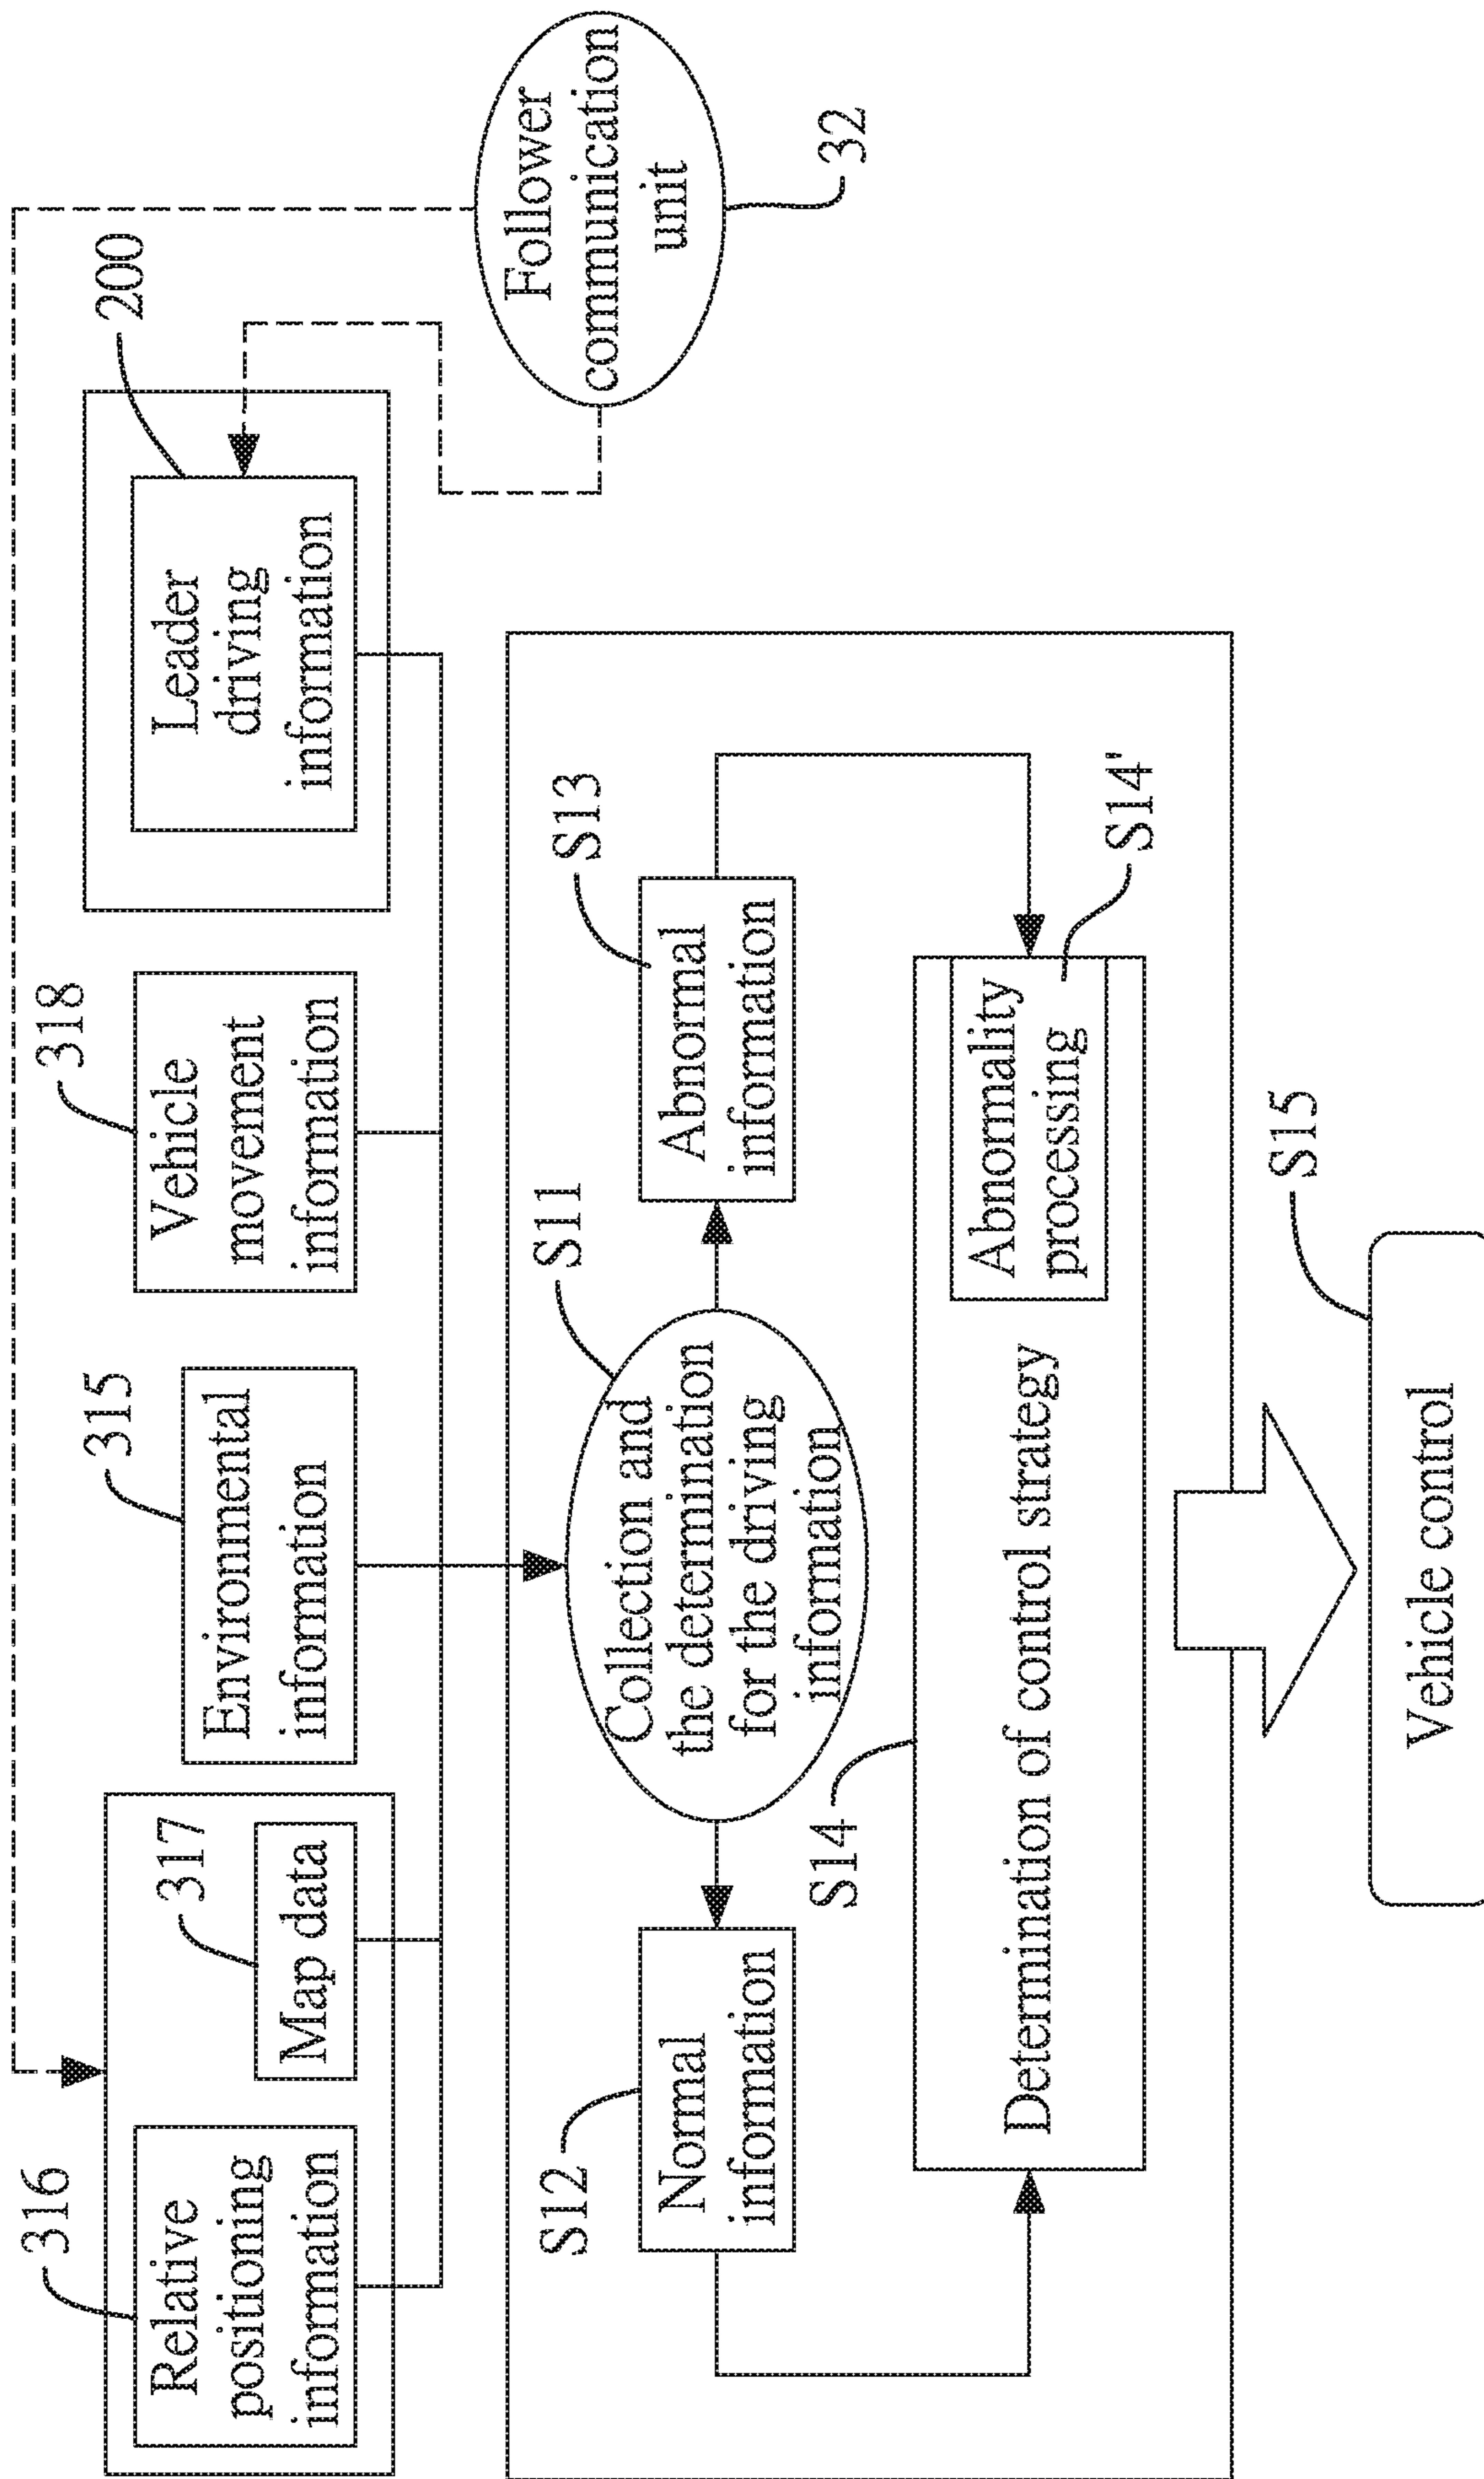 316
Relative
positioning
information
317
Map data
315
Environmental
information
318
Vehicle
movement
information
200
Leader
driving
information
Follower
communication
unit
32
S11
Collection and
the determination
for the driving
information
S12
Normal
information
S13
Abnormal
information
S14
Determination of control strategy
Abnormality
processing
S14'
S15
Vehicle control